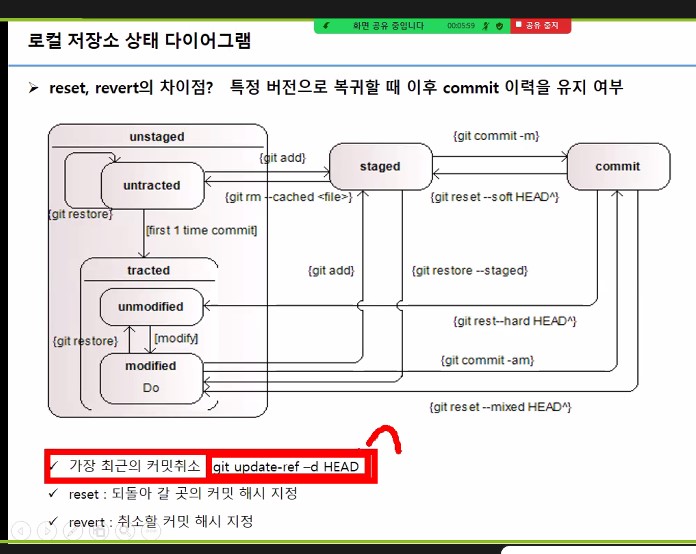 화면 공유 중입니다 00:05:59 공유 중지
로컬 저장소 상태 다이어그램
➢ reset, revert의 차이점? 특정 버전으로 복귀할 때 이후 commit 이력을 유지 여부
unstaged
untracted
{git restore}
[first 1 time commit]
tracted
unmodified
{git restore}
[modify]
modified
Do
{git add}
{git rm --cached <file>}
staged
{git commit -m}
{git reset --soft HEAD^}
commit
{git add}
{git restore --staged}
{git rest--hard HEAD^}
{git commit -am}
{git reset --mixed HEAD^}
✓ 가장 최근의 커밋취소 git update-ref –d HEAD
✓ reset : 되돌아 갈 곳의 커밋 해시 지정
✓ revert : 취소할 커밋 해시 지정